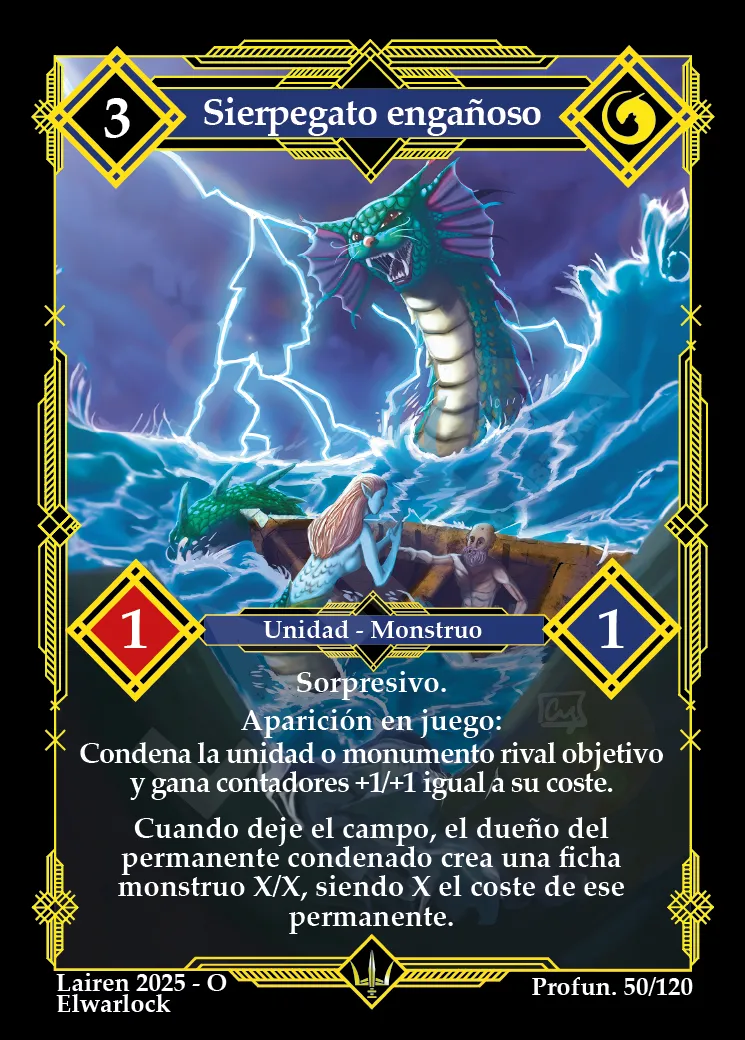 3
Sierpegato engañoso
1
Unidad - Monstruo
1
Sorpresivo.
Aparición en juego:
Condena la unidad o monumento rival objetivo
y gana contadores +1/+1 igual a su coste.
Cuando deje el campo, el dueño del
permanente condenado crea una ficha
monstruo X/X, siendo X el coste de ese
permanente.
Lairen 2025 - O
Elwarlock
Profun. 50/120